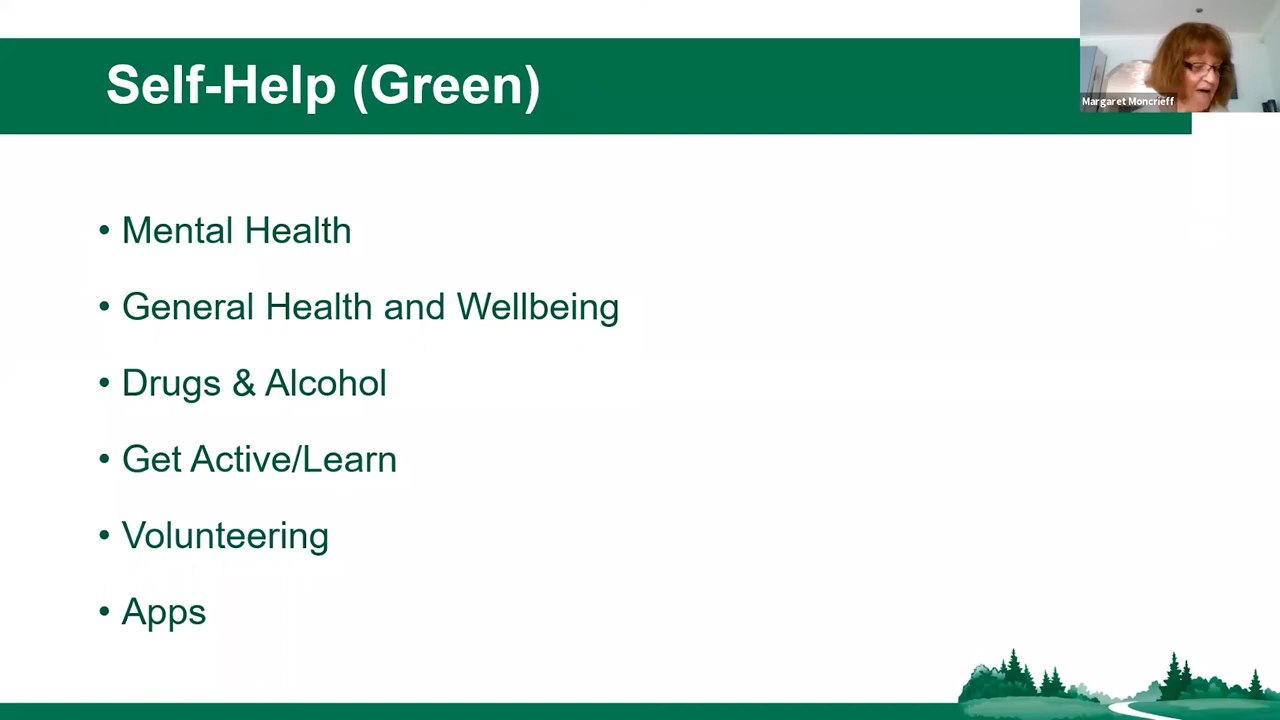 Self-Help (Green)
Margaret Moncrieff
• Mental Health
• General Health and Wellbeing
• Drugs & Alcohol
• Get Active/Learn
• Volunteering
• Apps